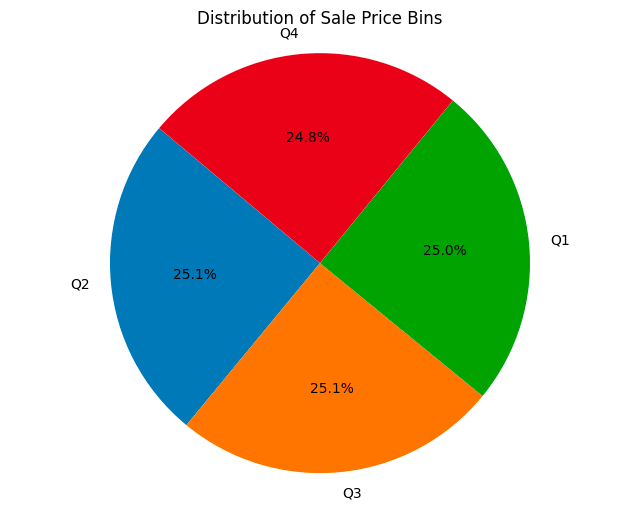 Distribution of Sale Price Bins
Q4
24.8%
Q1
25.0%
Q2
25.1%
25.1%
Q3